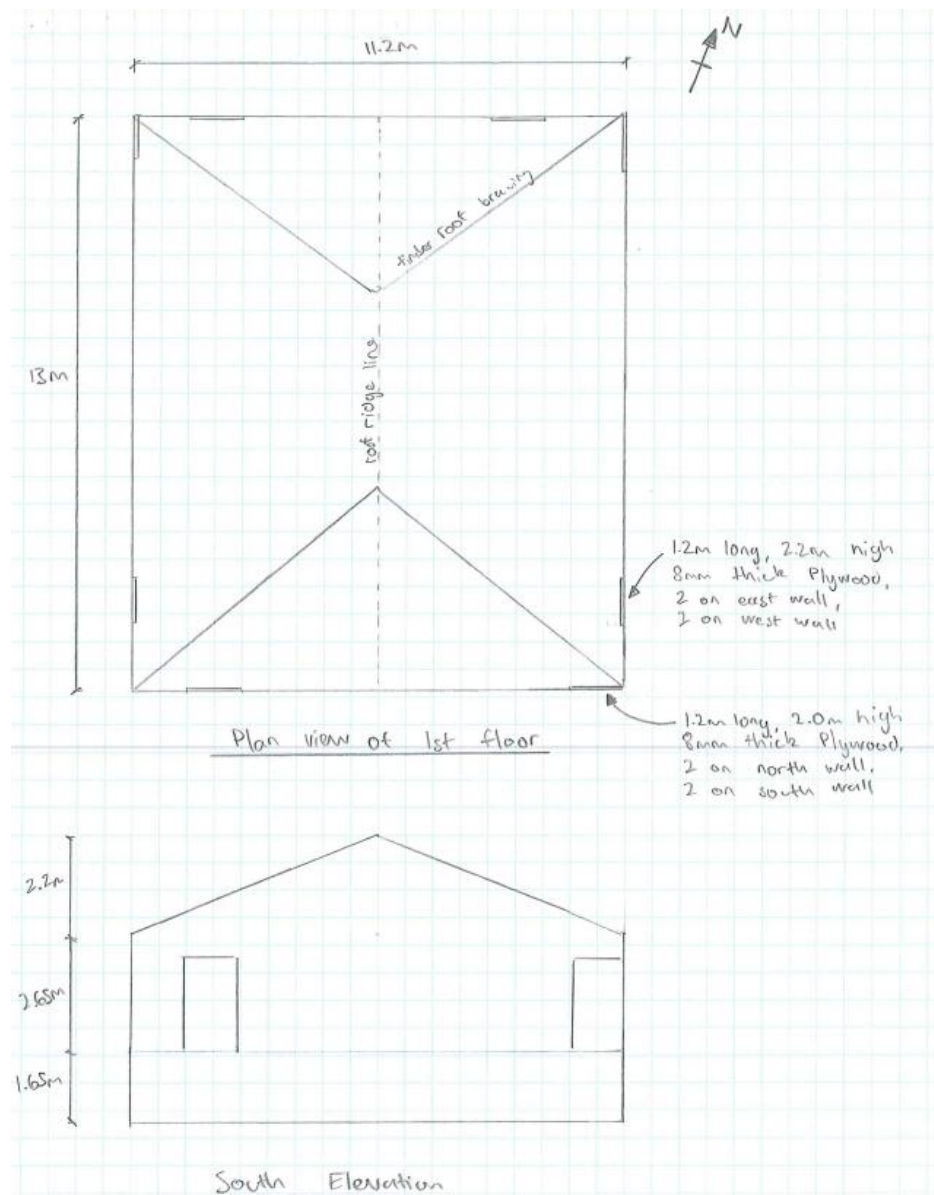 N
11.2m
timber roof bracing
13m
roof ridge line
1.2m long, 2.2m high
8mm thick Plywood,
2 on east wall,
2 on west wall
Plan view of 1st floor
1.2m long, 2.0m high
8mm thick Plywood,
2 on north wall,
2 on south wall
2.2m
2.65m
1.65m
South Elevation